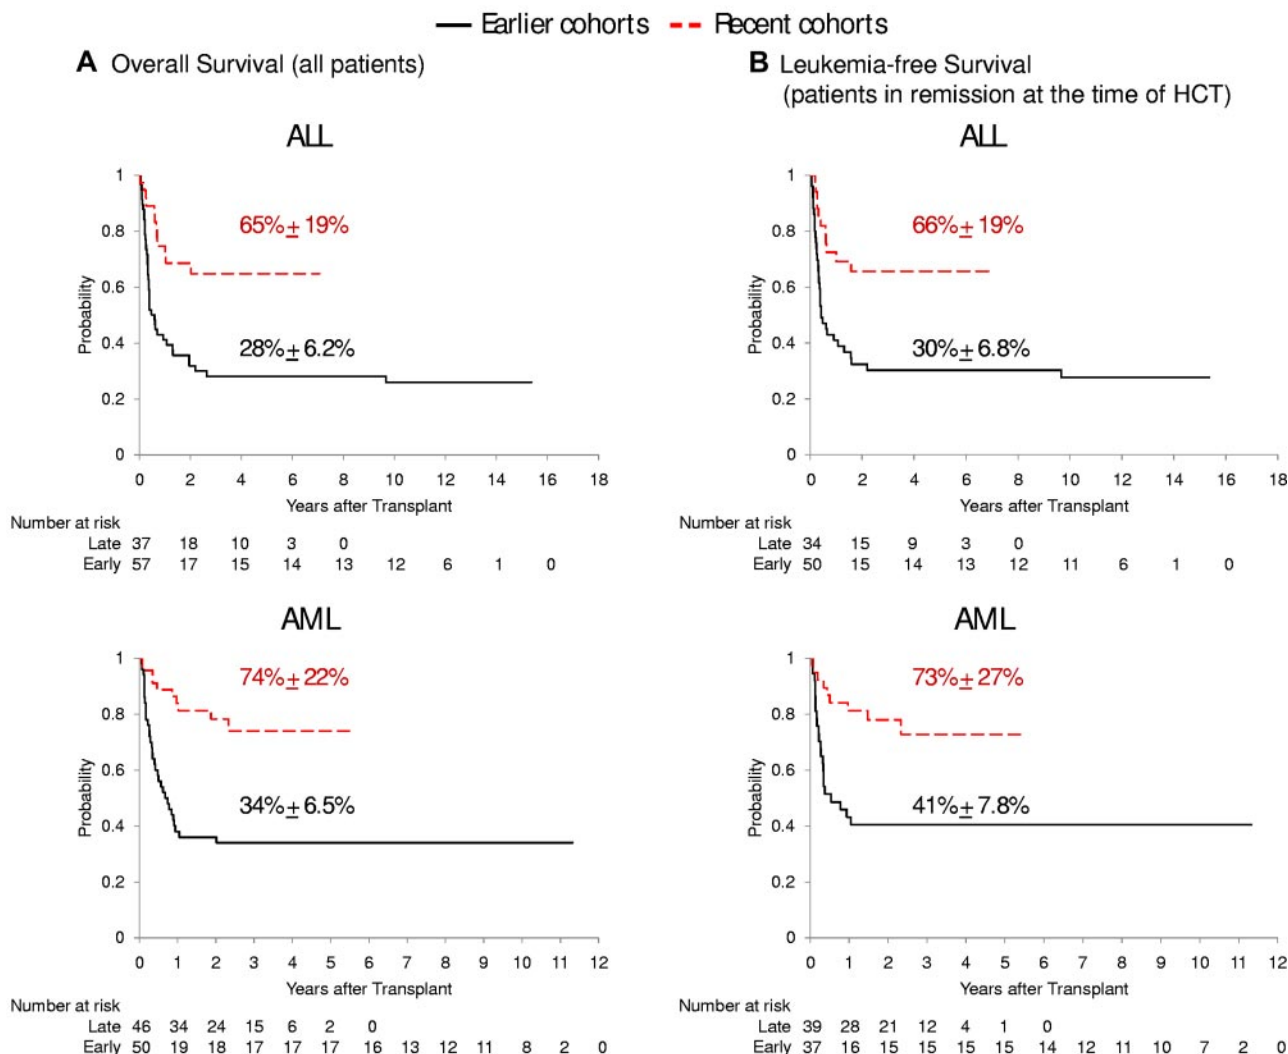 Earlier cohorts Recent cohorts
A Overall Survival (all patients)
ALL
1
0.8
0.6
0.4
0.2
0
Probability
65% ± 19%
28% ± 6.2%
0 2 4 6 8 10 12 14 16 18
Years after Transplant
Number at risk
Late 37 18 10 3 0
Early 57 17 15 14 13 12 6 1 0
AML
1
0.8
0.6
0.4
0.2
0
Probability
74% ± 22%
34% ± 6.5%
0 1 2 3 4 5 6 7 8 9 10 11 12
Years after Transplant
Number at risk
Late 46 34 24 15 6 2 0
Early 50 19 18 17 17 17 16 13 12 11 8 2 0
B Leukemia-free Survival
(patients in remission at the time of HCT)
ALL
1
0.8
0.6
0.4
0.2
0
Probability
66% ± 19%
30% ± 6.8%
0 2 4 6 8 10 12 14 16 18
Years after Transplant
Number at risk
Late 34 15 9 3 0
Early 50 15 14 13 12 11 6 1 0
AML
1
0.8
0.6
0.4
0.2
0
Probability
73% ± 27%
41% ± 7.8%
0 1 2 3 4 5 6 7 8 9 10 11 12
Years after Transplant
Number at risk
Late 39 28 21 12 4 1 0
Early 37 16 15 15 15 15 14 12 11 10 7 2 0